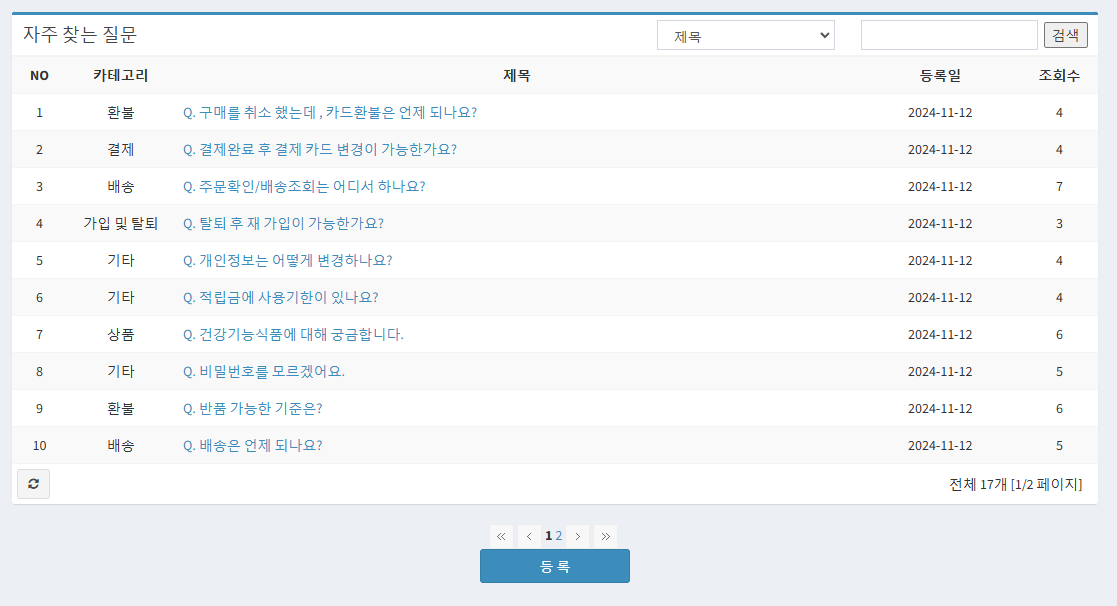 자주 찾는 질문 제목 검색
NO 카테고리 제목 등록일 조회수
1 환불 Q. 구매를 취소 했는데 , 카드환불은 언제 되나요? 2024-11-12 4
2 결제 Q. 결제완료 후 결제 카드 변경이 가능한가요? 2024-11-12 4
3 배송 Q. 주문확인/배송조회는 어디서 하나요? 2024-11-12 7
4 가입 및 탈퇴 Q. 탈퇴 후 재 가입이 가능한가요? 2024-11-12 3
5 기타 Q. 개인정보는 어떻게 변경하나요? 2024-11-12 4
6 기타 Q. 적립금에 사용기한이 있나요? 2024-11-12 4
7 상품 Q. 건강기능식품에 대해 궁금합니다. 2024-11-12 6
8 기타 Q. 비밀번호를 모르겠어요. 2024-11-12 5
9 환불 Q. 반품 가능한 기준은? 2024-11-12 6
10 배송 Q. 배송은 언제 되나요? 2024-11-12 5
전체 17개 [1/2 페이지]
« ‹ 1 2 › »
등 록